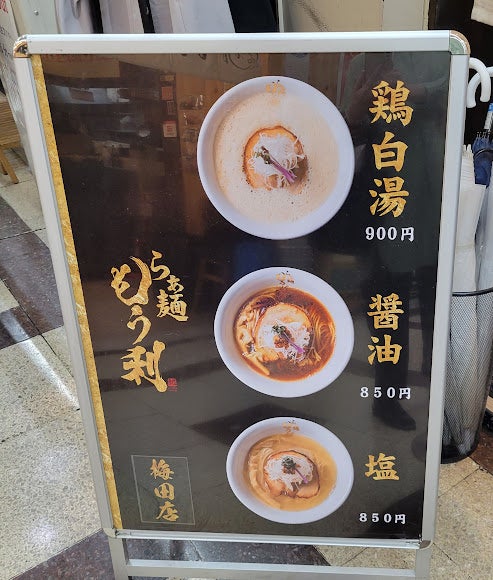 鶏白湯
900円
醤油
850円
塩
850円
らぁ麺
もう利
梅田店